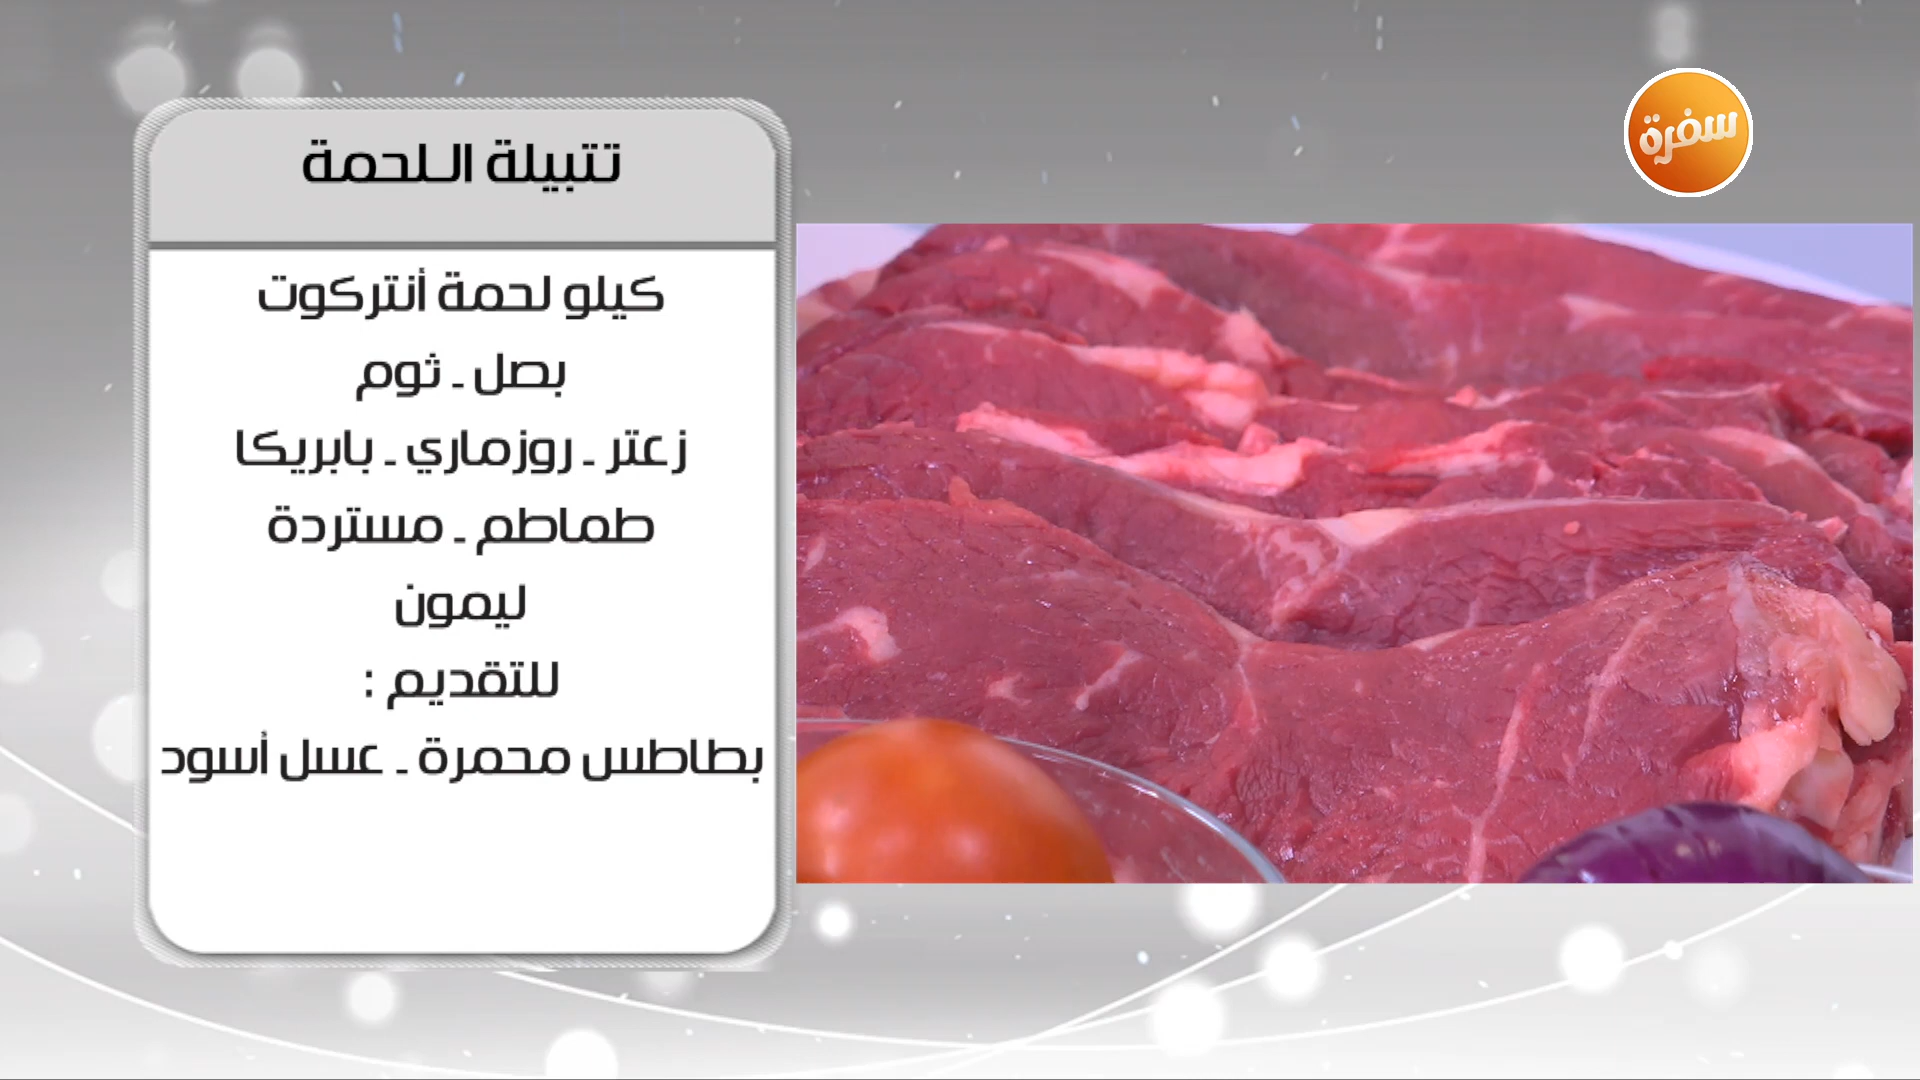 سفرة
تتبيلة اللحمة
كيلو لحمة أنتركوت
بصل - ثوم
زعتر - روزماري - بابريكا
طماطم - مستردة
ليمون
للتقديم :
بطاطس محمرة - عسل أسود